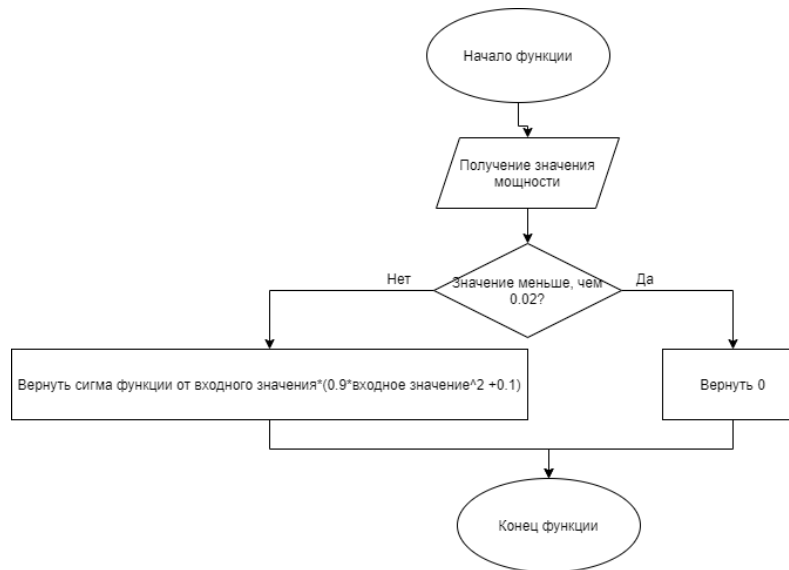 Начало функции
Получение значения
мощности
Нет
Значение меньше, чем
0.02?
Да
Вернуть сигма функции от входного значения*(0.9*входное значение^2 +0.1)
Вернуть 0
Конец функции